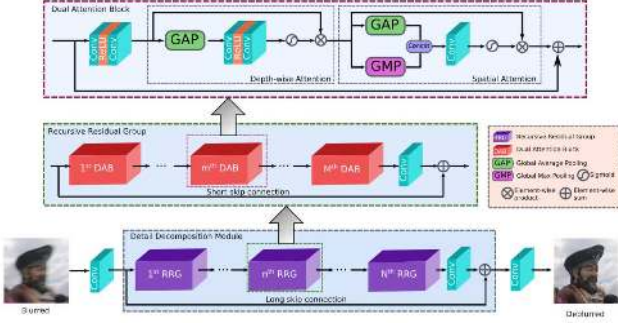 Dual Attention Block
Conv
ReLU
Conv
GAP
Conv
ReLU
Conv
Depth-wise Attention
GAP
GMP
Concat
Conv
Spatial Attention
Recursive Residual Group
1st DAB
...
mth DAB
...
Mth DAB
Conv
Short skip connection
RRG Recursive Residual Group
DAB Dual Attention Block
GAP Global Average Pooling
GMP Global Max Pooling
Sigmoid
Element-wise product
Element-wise sum
Detail Decomposition Module
Conv
1st RRG
...
nth RRG
...
Nth RRG
Conv
Conv
Long skip connection
Blurred
Deblurred